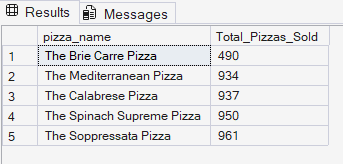 Results Messages
pizza_name Total_Pizzas_Sold
1 The Brie Carre Pizza 490
2 The Mediterranean Pizza 934
3 The Calabrese Pizza 937
4 The Spinach Supreme Pizza 950
5 The Soppressata Pizza 961